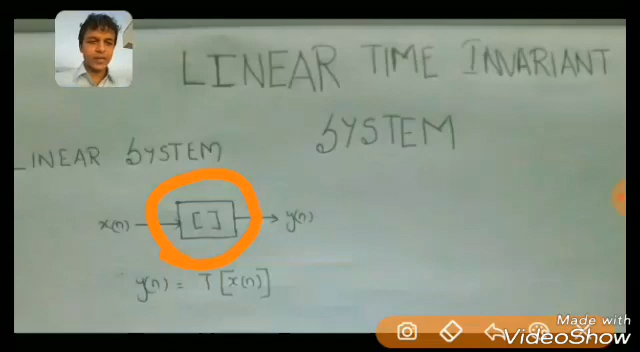 LINEAR TIME INVARIANT
SYSTEM
LINEAR SYSTEM
x(n) [ ] y(n)
y(n) = T[x(n)]
Made with
VideoShow